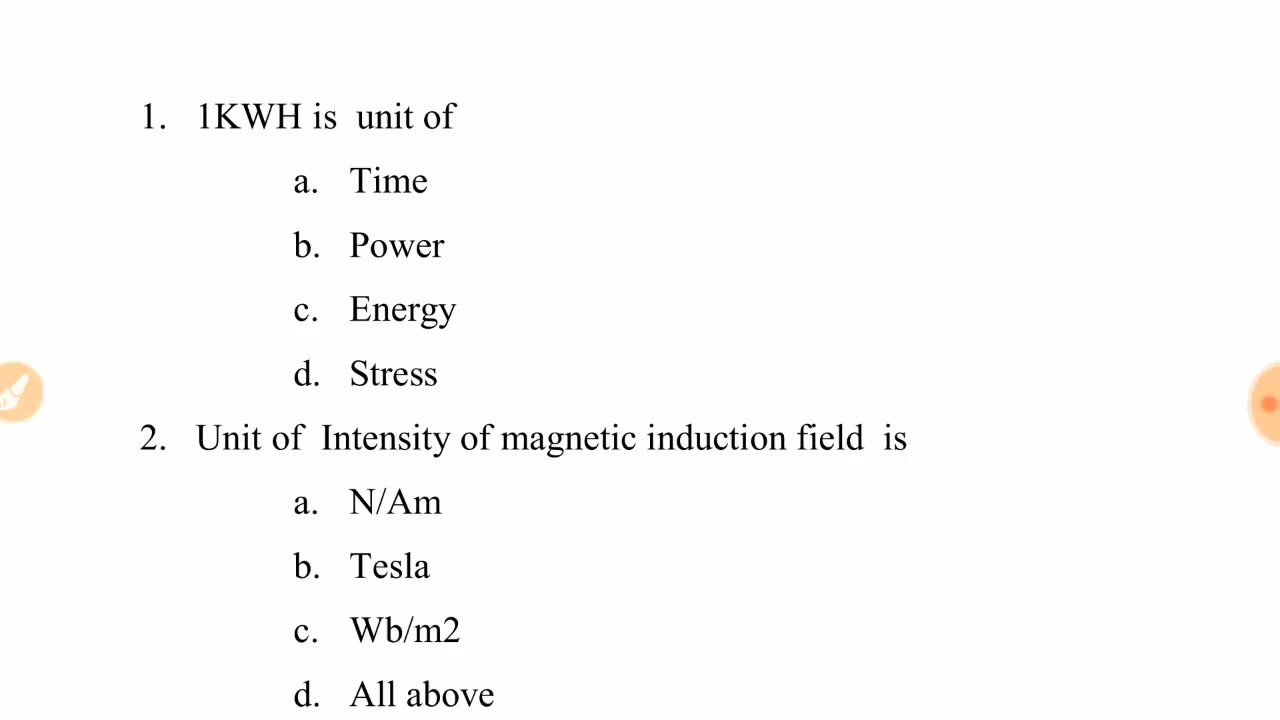 1. 1KWH is unit of
a. Time
b. Power
c. Energy
d. Stress
2. Unit of Intensity of magnetic induction field is
a. N/Am
b. Tesla
c. Wb/m2
d. All above